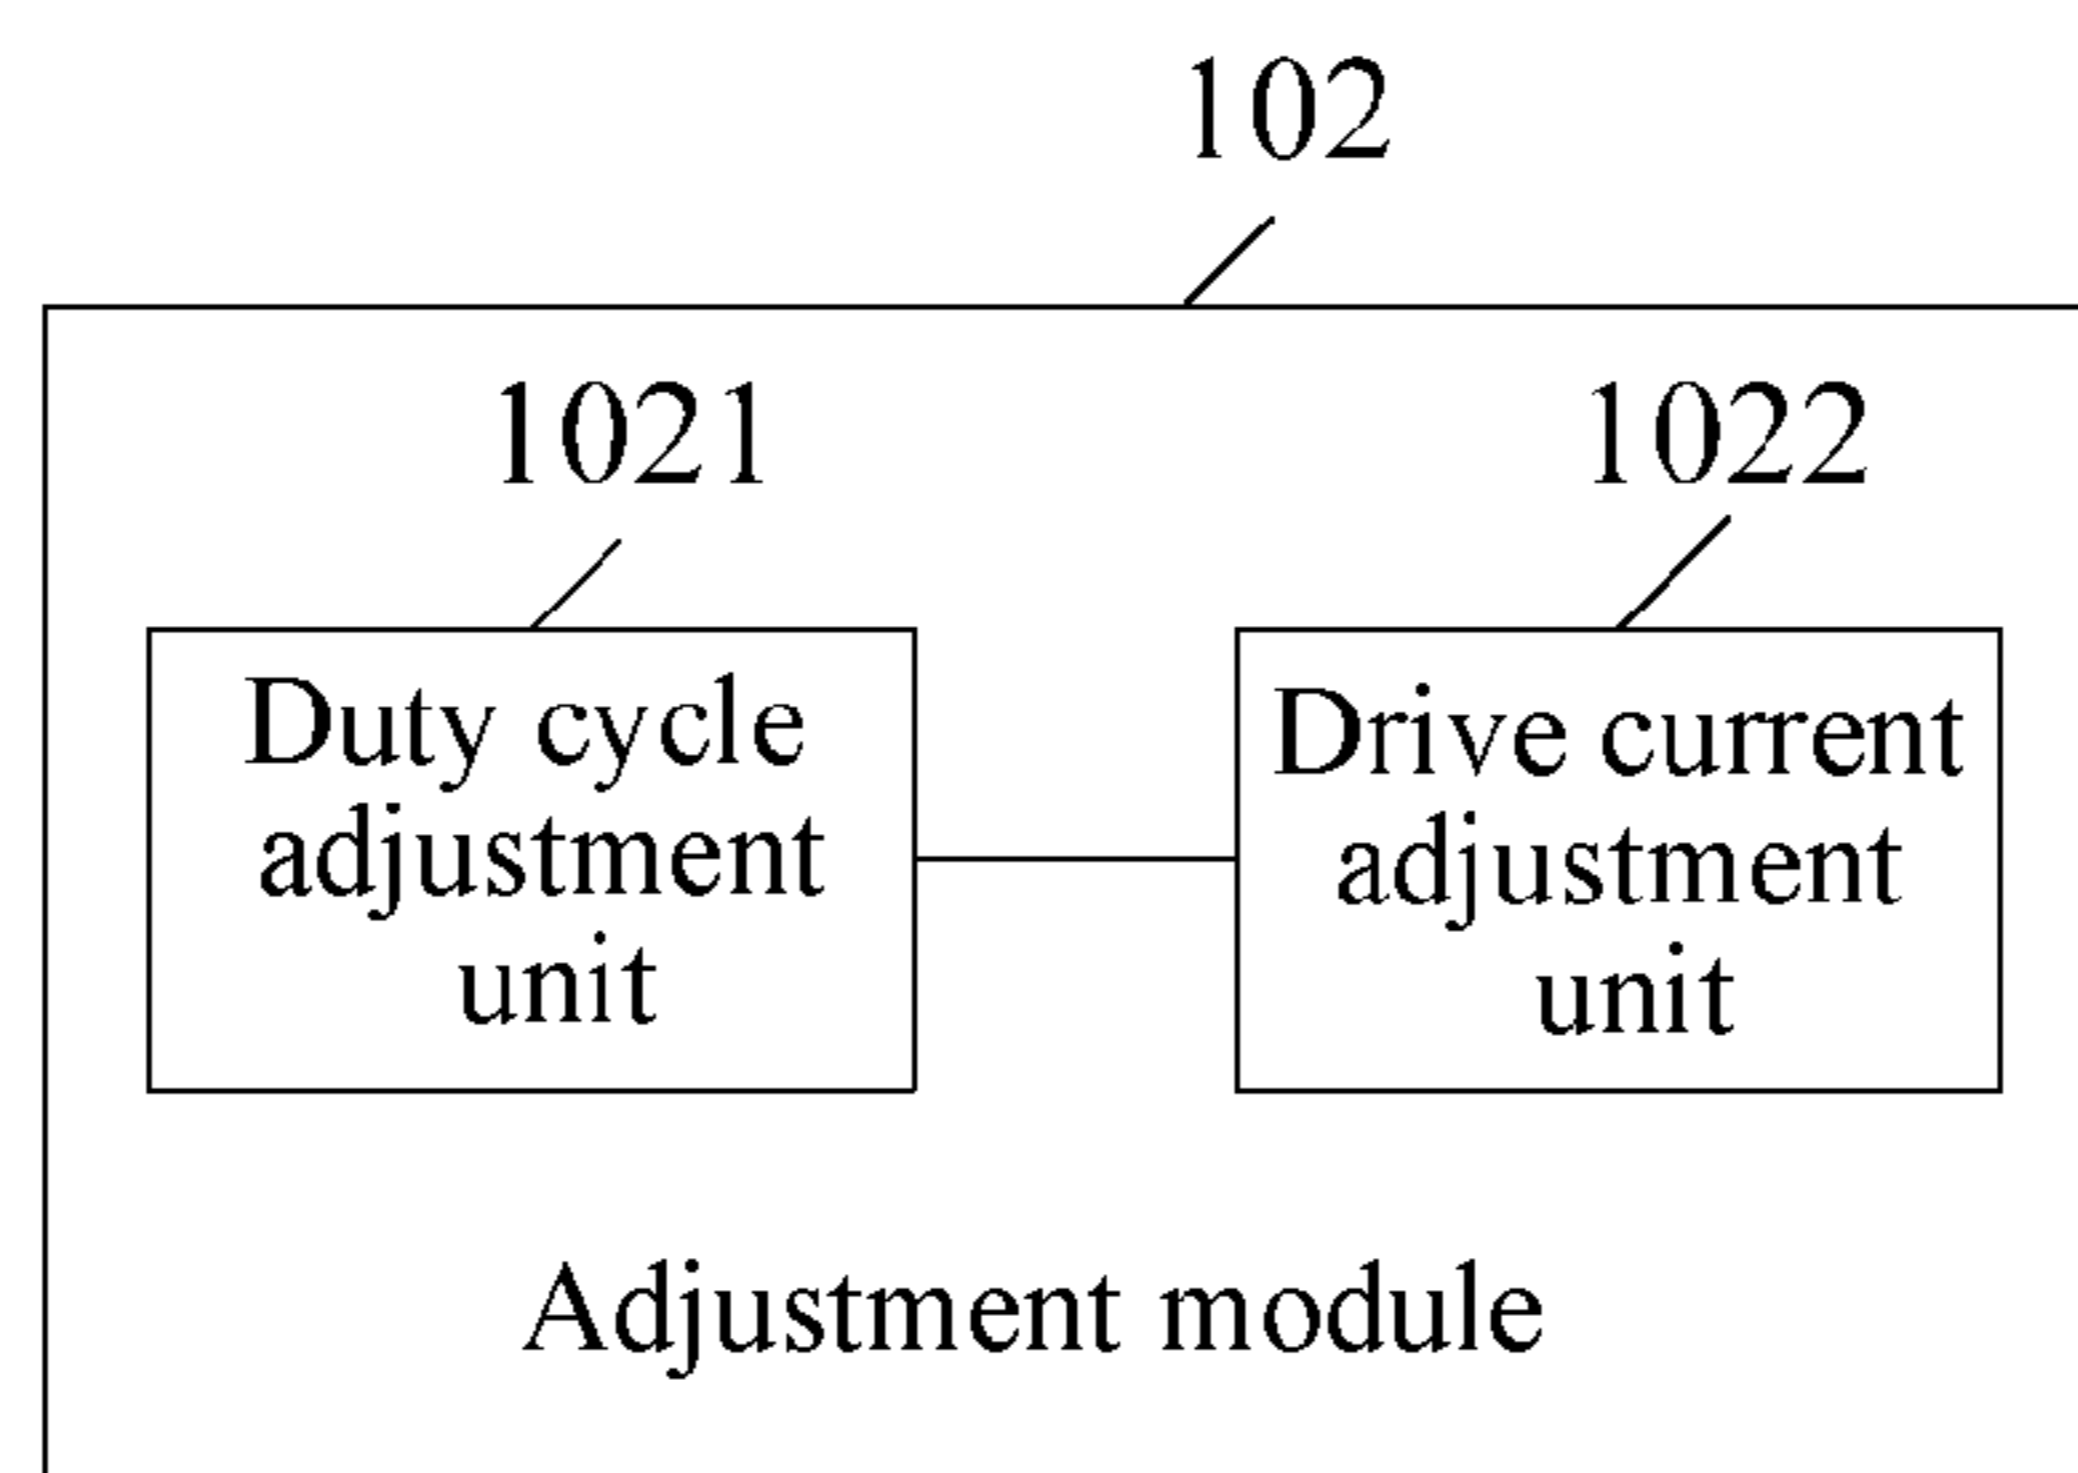 102
1021
1022
Duty cycle
adjustment
unit
Drive current
adjustment
unit
Adjustment module